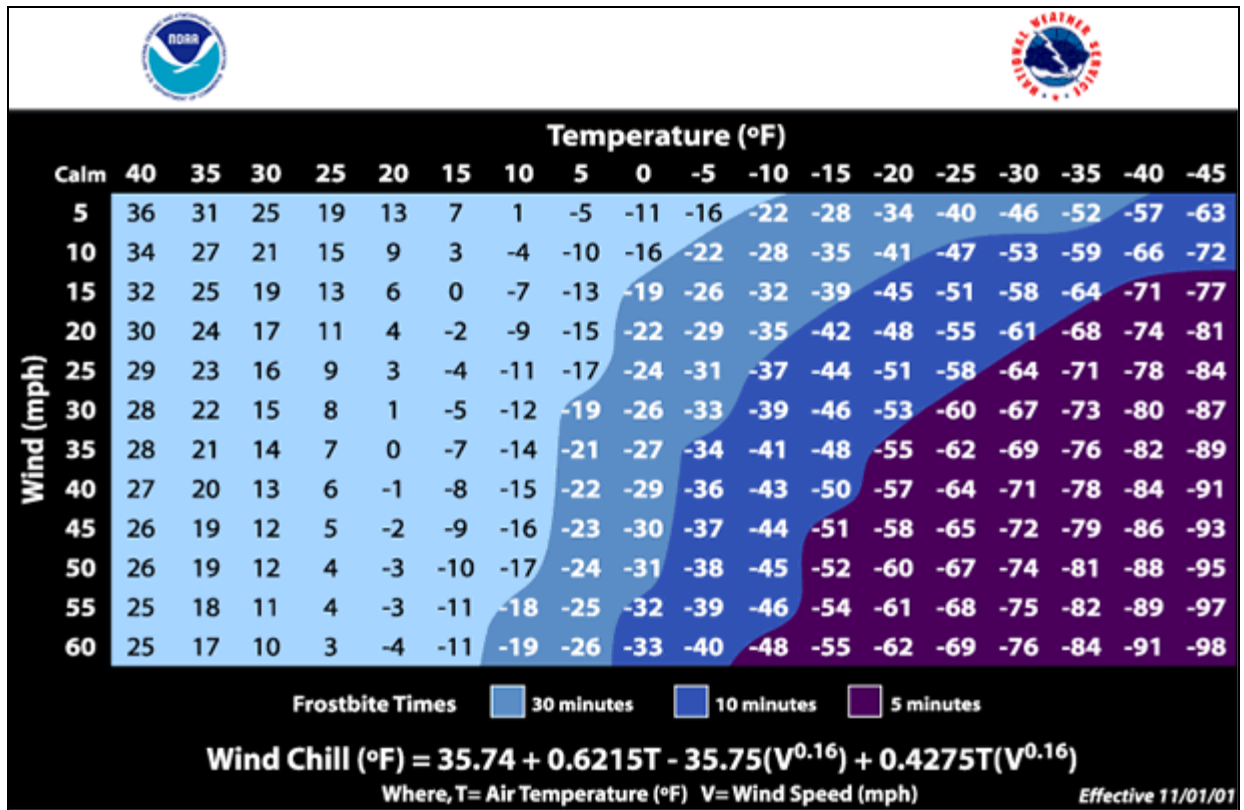 NOAA
NATIONAL WEATHER SERVICE
Temperature (ºF)
Calm 40 35 30 25 20 15 10 5 0 -5 -10 -15 -20 -25 -30 -35 -40 -45
5 36 31 25 19 13 7 1 -5 -11 -16 -22 -28 -34 -40 -46 -52 -57 -63
10 34 27 21 15 9 3 -4 -10 -16 -22 -28 -35 -41 -47 -53 -59 -66 -72
15 32 25 19 13 6 0 -7 -13 -19 -26 -32 -39 -45 -51 -58 -64 -71 -77
20 30 24 17 11 4 -2 -9 -15 -22 -29 -35 -42 -48 -55 -61 -68 -74 -81
Wind (mph)
25 29 23 16 9 3 -4 -11 -17 -24 -31 -37 -44 -51 -58 -64 -71 -78 -84
30 28 22 15 8 1 -5 -12 -19 -26 -33 -39 -46 -53 -60 -67 -73 -80 -87
35 28 21 14 7 0 -7 -14 -21 -27 -34 -41 -48 -55 -62 -69 -76 -82 -89
40 27 20 13 6 -1 -8 -15 -22 -29 -36 -43 -50 -57 -64 -71 -78 -84 -91
45 26 19 12 5 -2 -9 -16 -23 -30 -37 -44 -51 -58 -65 -72 -79 -86 -93
50 26 19 12 4 -3 -10 -17 -24 -31 -38 -45 -52 -60 -67 -74 -81 -88 -95
55 25 18 11 4 -3 -11 -18 -25 -32 -39 -46 -54 -61 -68 -75 -82 -89 -97
60 25 17 10 3 -4 -11 -19 -26 -33 -40 -48 -55 -62 -69 -76 -84 -91 -98
Frostbite Times 30 minutes 10 minutes 5 minutes
Wind Chill (ºF) = 35.74 + 0.6215T - 35.75(V^0.16) + 0.4275T(V^0.16)
Where, T= Air Temperature (ºF) V= Wind Speed (mph) Effective 11/01/01